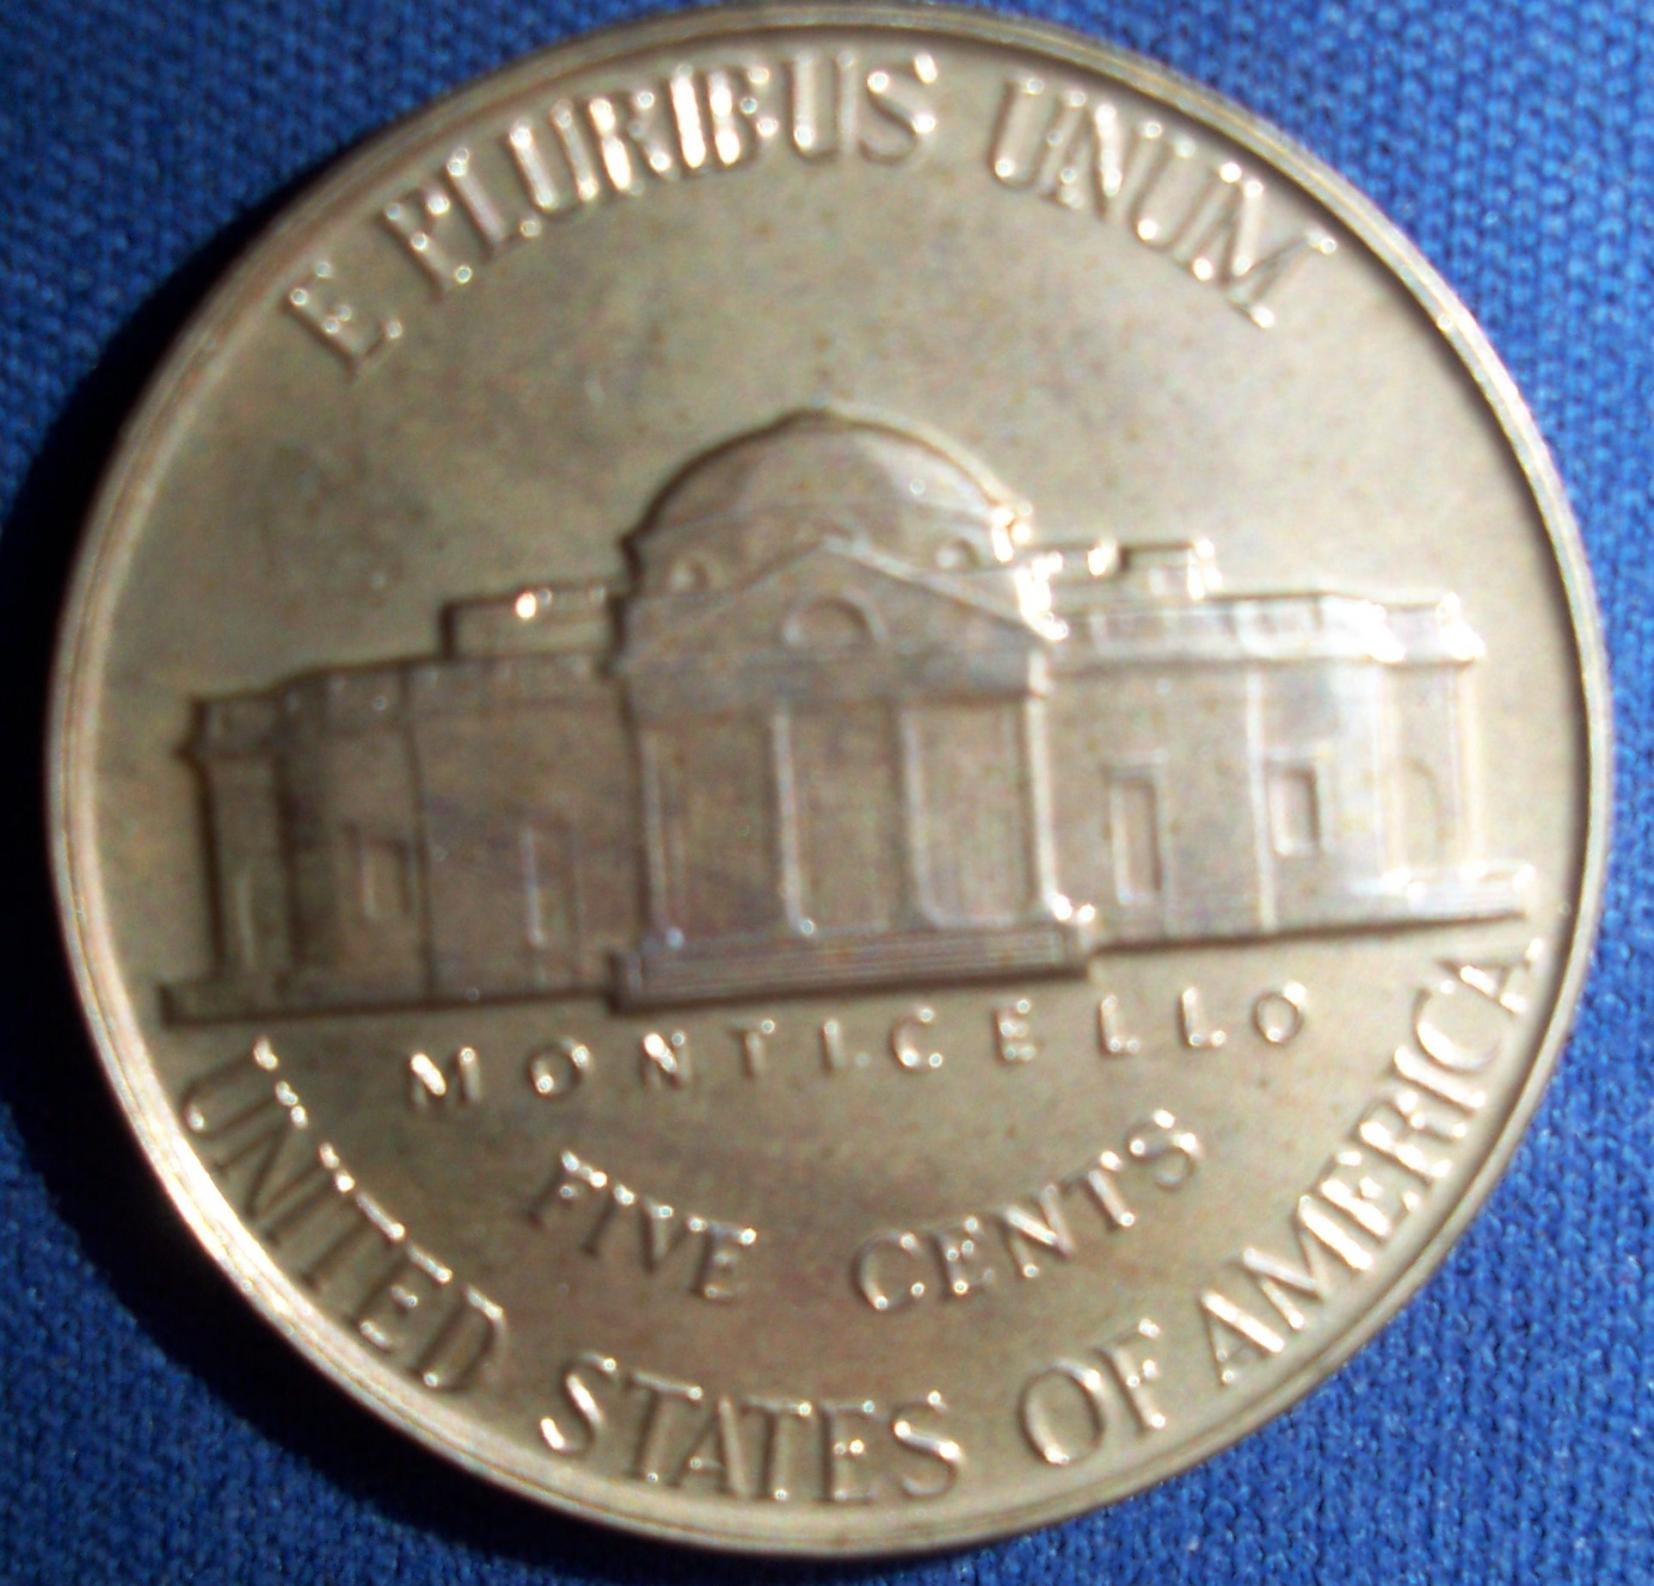 E PLURIBUS UNUM
MONTICELLO
FIVE CENTS
UNITED STATES OF AMERICA